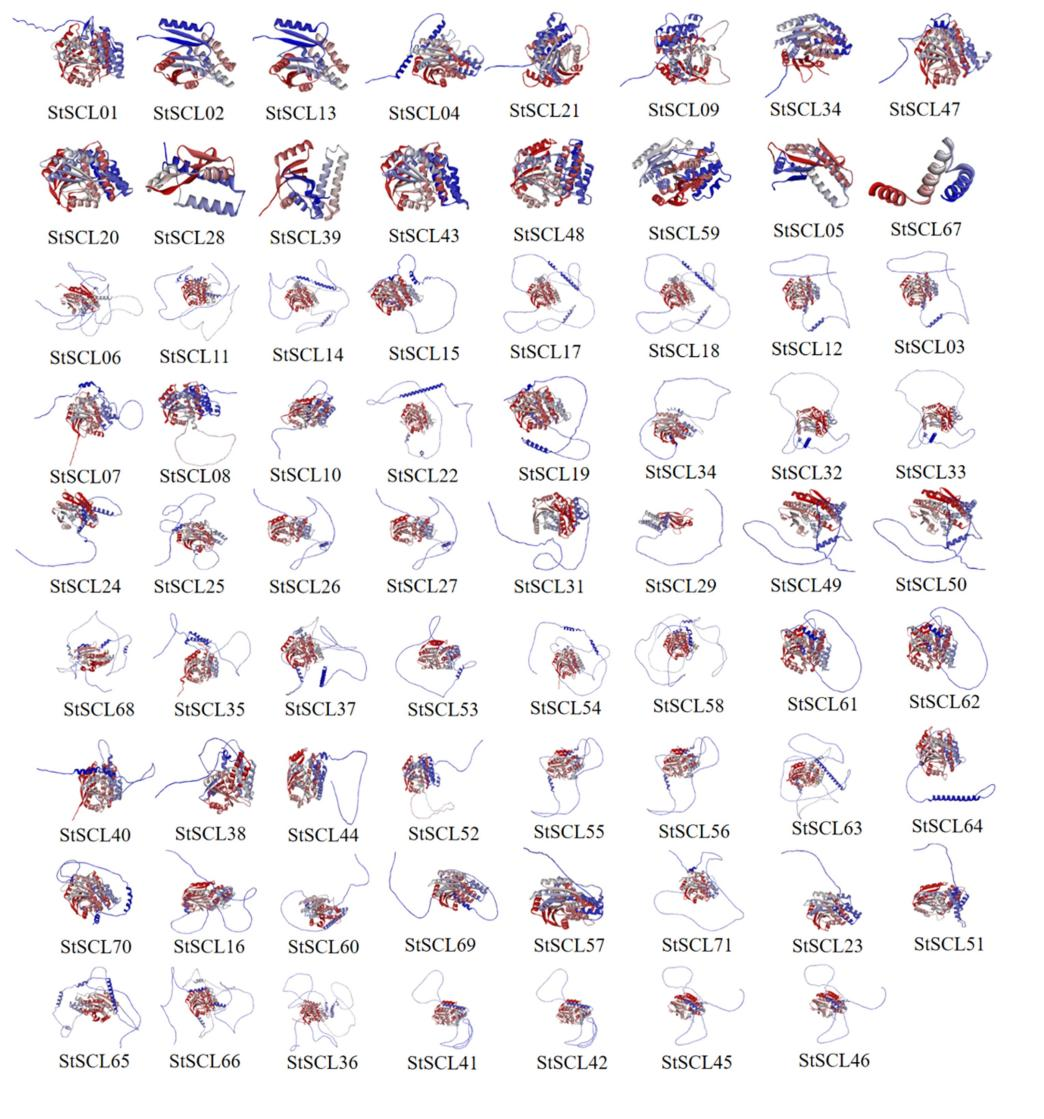 StSCL01 StSCL02 StSCL13 StSCL04 StSCL21 StSCL09 StSCL34 StSCL47
StSCL20 StSCL28 StSCL39 StSCL43 StSCL48 StSCL59 StSCL05 StSCL67
StSCL06 StSCL11 StSCL14 StSCL15 StSCL17 StSCL18 StSCL12 StSCL03
StSCL07 StSCL08 StSCL10 StSCL22 StSCL19 StSCL34 StSCL32 StSCL33
StSCL24 StSCL25 StSCL26 StSCL27 StSCL31 StSCL29 StSCL49 StSCL50
StSCL68 StSCL35 StSCL37 StSCL53 StSCL54 StSCL58 StSCL61 StSCL62
StSCL40 StSCL38 StSCL44 StSCL52 StSCL55 StSCL56 StSCL63 StSCL64
StSCL70 StSCL16 StSCL60 StSCL69 StSCL57 StSCL71 StSCL23 StSCL51
StSCL65 StSCL66 StSCL36 StSCL41 StSCL42 StSCL45 StSCL46